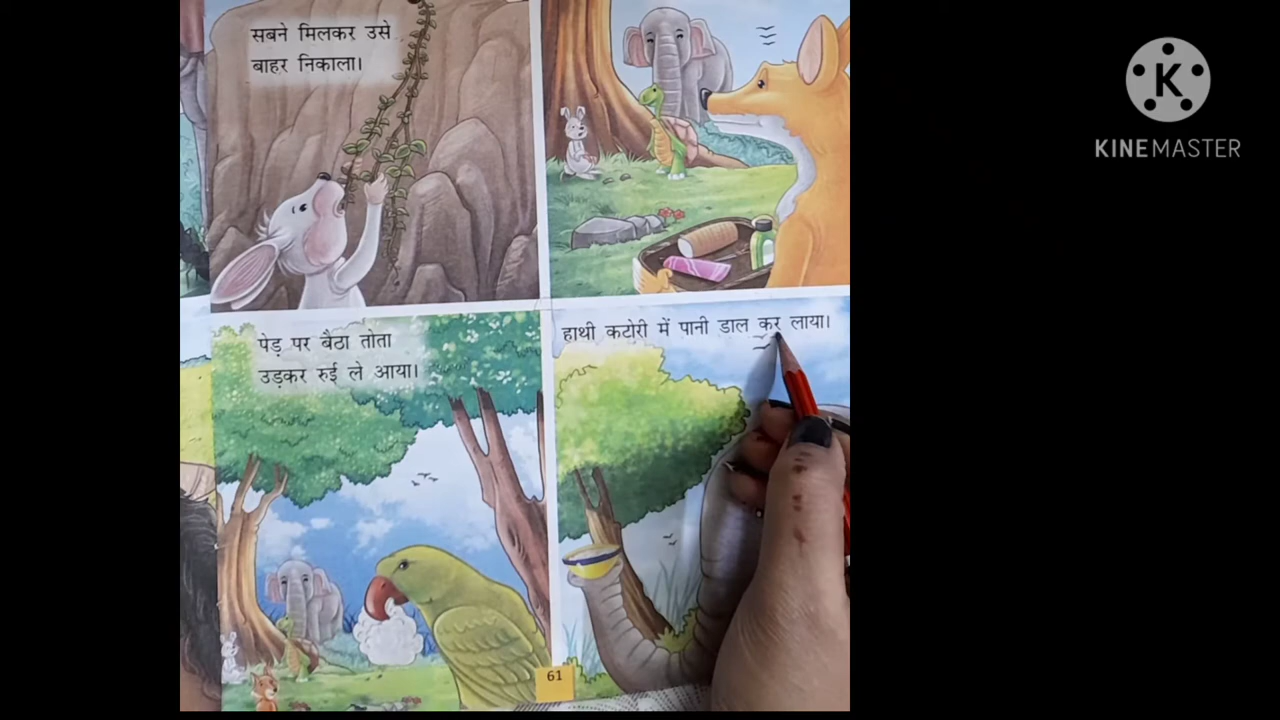 सबने मिलकर उसे
बाहर निकाला।
पेड़ पर बैठा तोता
उड़कर रुई ले आया।
हाथी कटोरी में पानी डाल कर लाया।
61
K
KINEMASTER